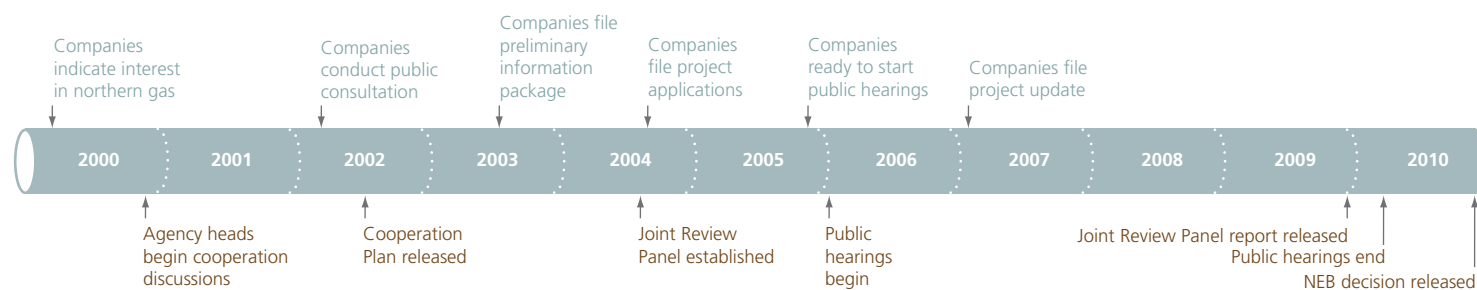 Companies
indicate interest
in northern gas
Companies
conduct public
consultation
Companies file
preliminary
information
package
Companies
file project
applications
Companies
ready to start
public hearings
Companies file
project update
2000
2001
2002
2003
2004
2005
2006
2007
2008
2009
2010
Agency heads
begin cooperation
discussions
Cooperation
Plan released
Joint Review
Panel established
Public
hearings
begin
Joint Review Panel report released
Public hearings end
NEB decision released